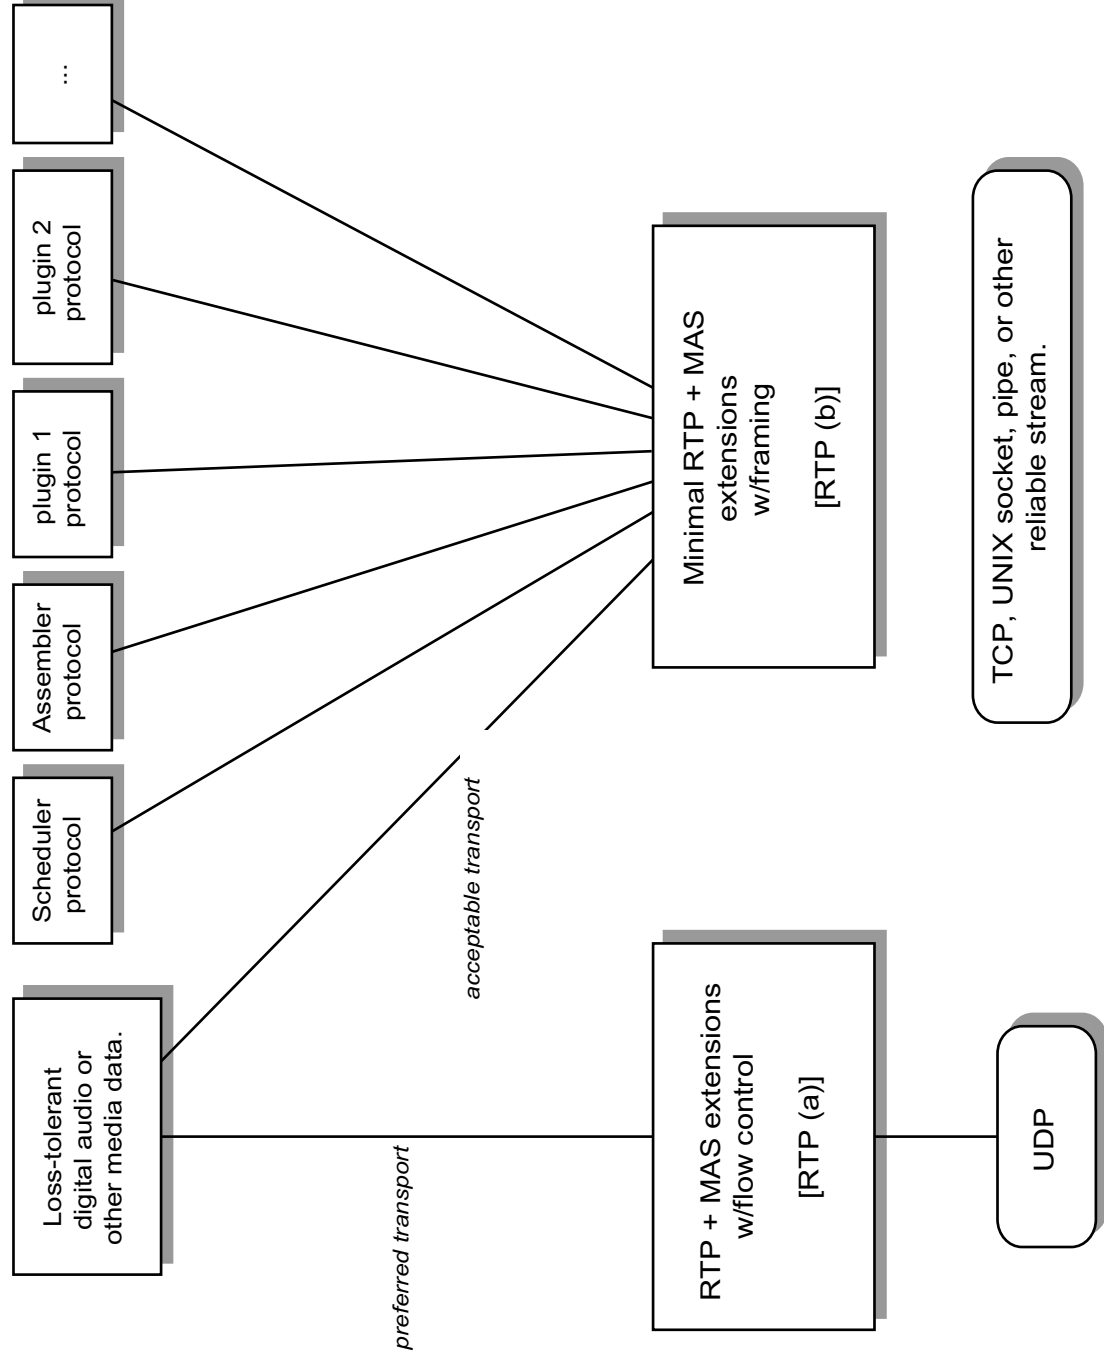 Loss-tolerant
digital audio or
other media data.
Scheduler
protocol
Assembler
protocol
plugin 1
protocol
plugin 2
protocol
...
preferred transport
acceptable transport
RTP + MAS extensions
w/flow control
[RTP (a)]
Minimal RTP + MAS
extensions
w/framing
[RTP (b)]
UDP
TCP, UNIX socket, pipe, or other
reliable stream.